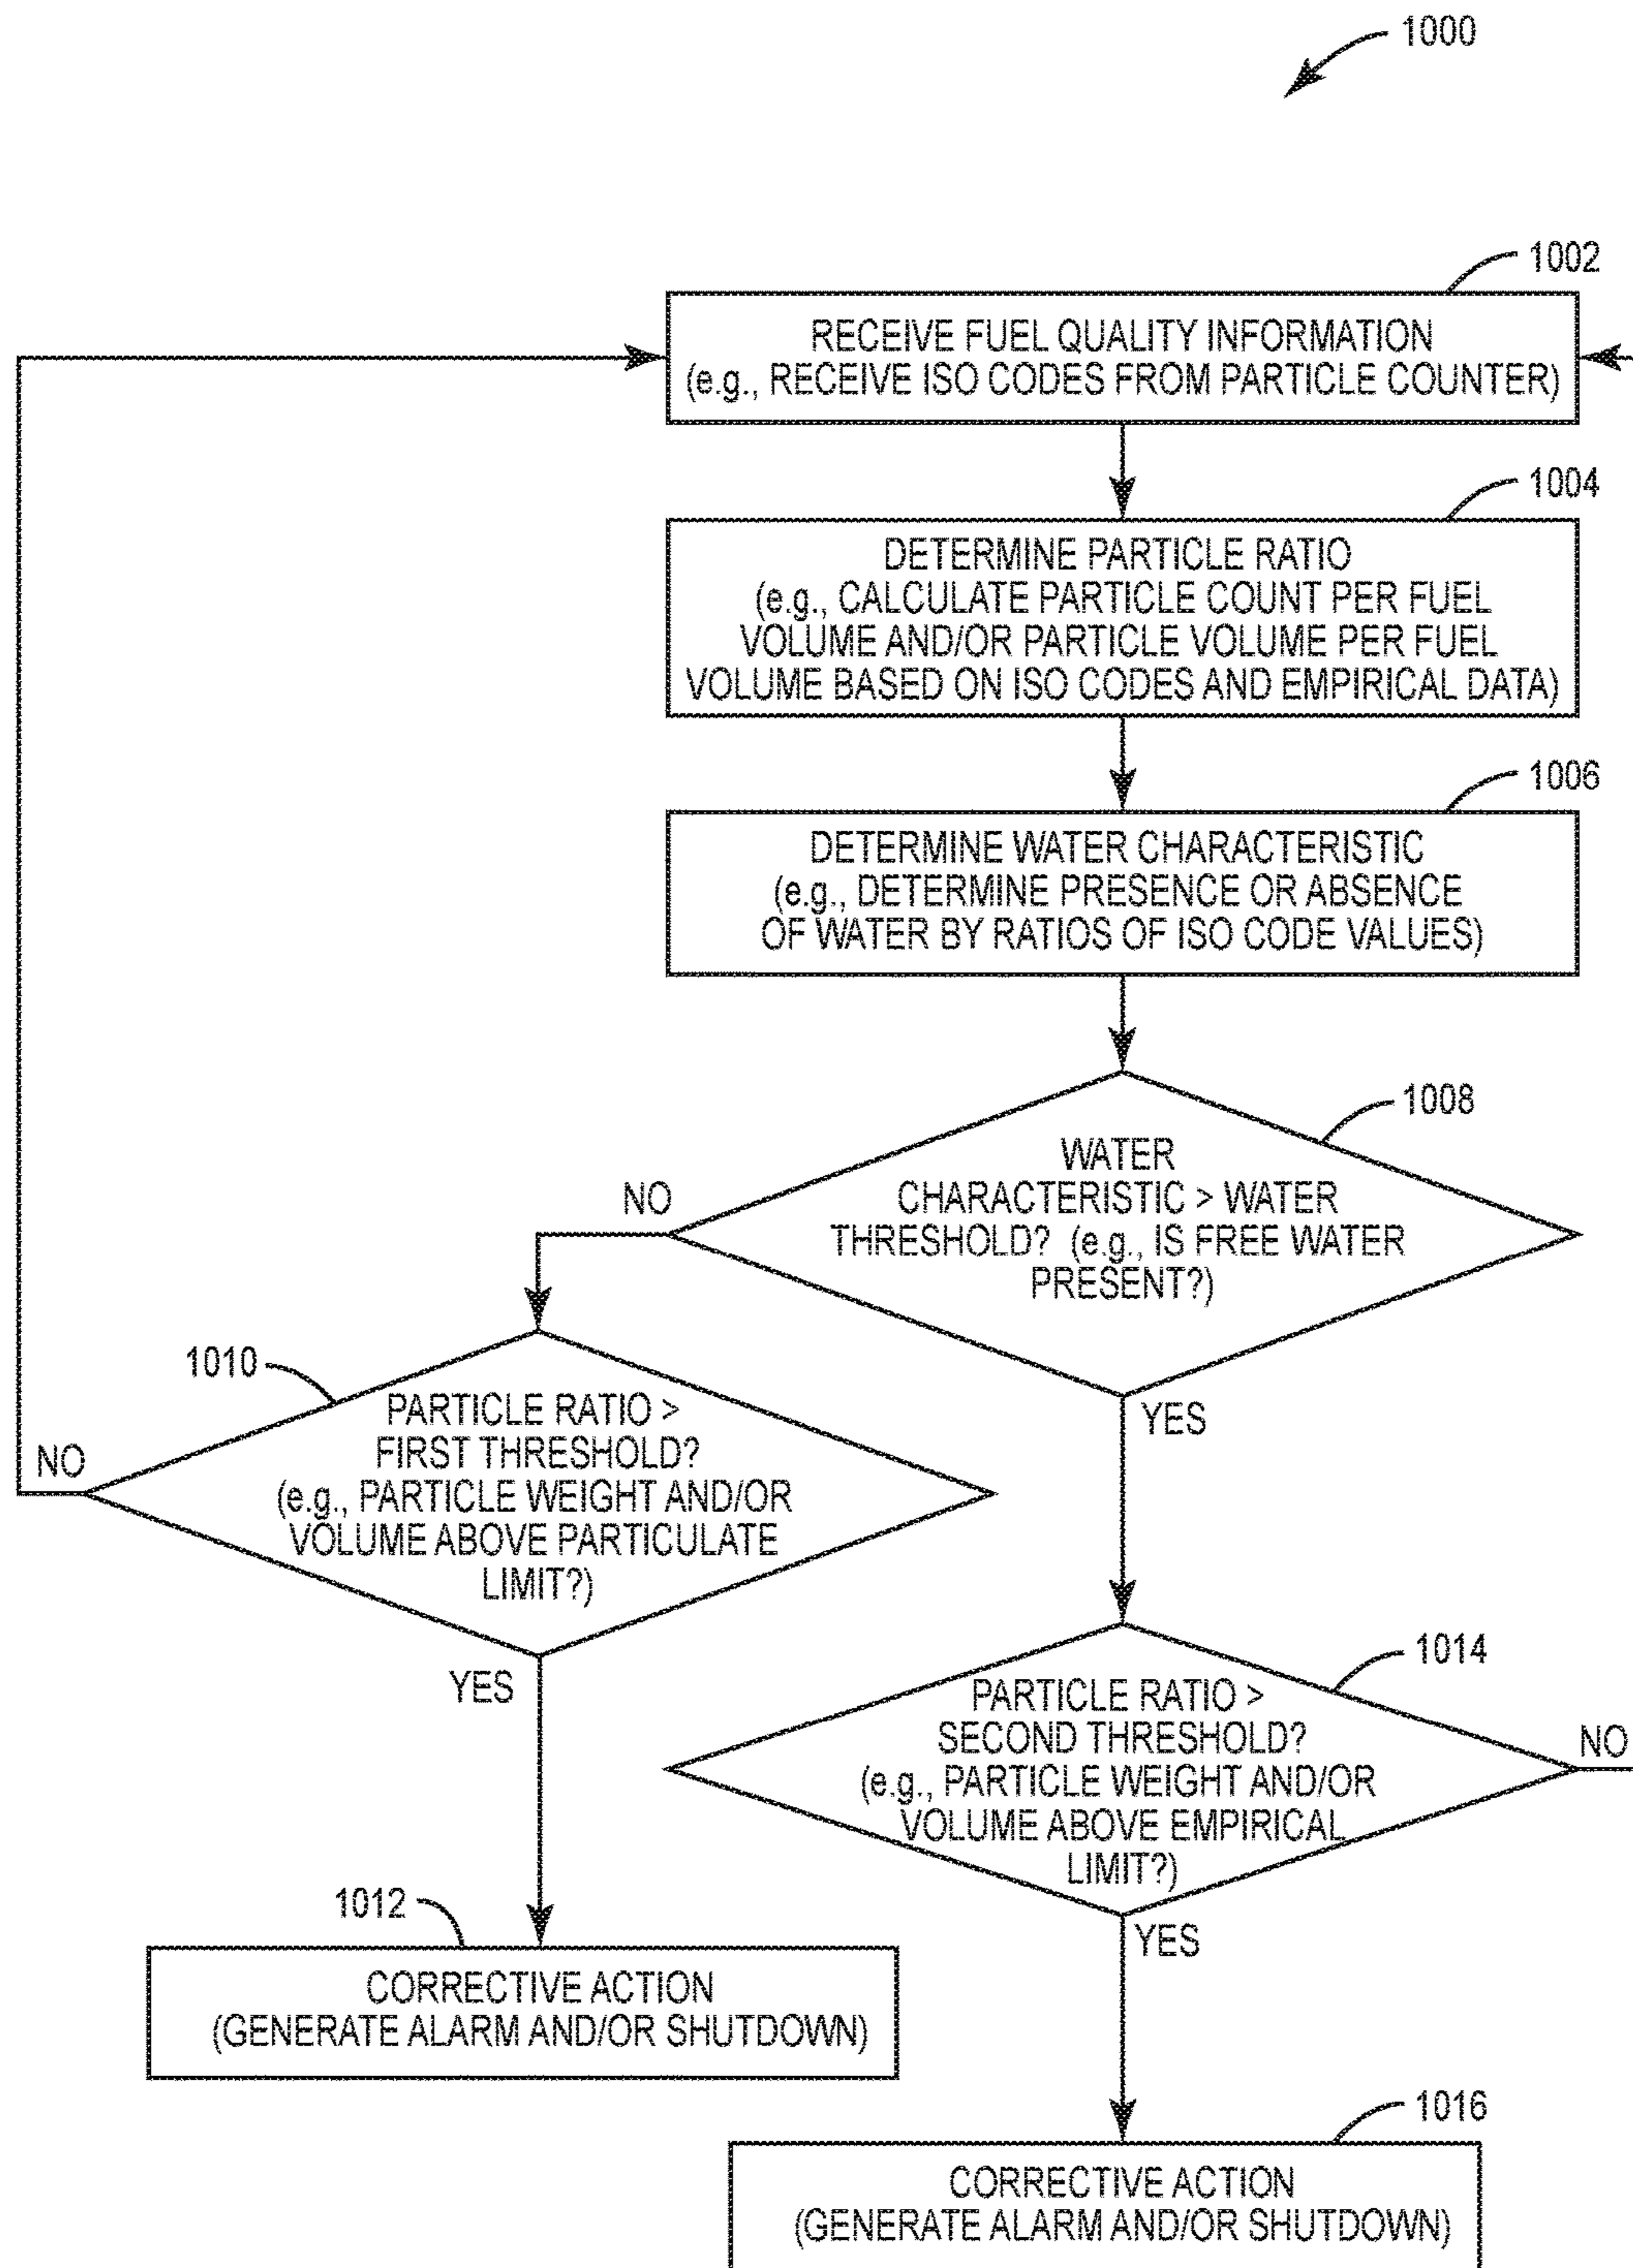 1000
1002
RECEIVE FUEL QUALITY INFORMATION
(e.g., RECEIVE ISO CODES FROM PARTICLE COUNTER)
1004
DETERMINE PARTICLE RATIO
(e.g., CALCULATE PARTICLE COUNT PER FUEL
VOLUME AND/OR PARTICLE VOLUME PER FUEL
VOLUME BASED ON ISO CODES AND EMPIRICAL DATA)
1006
DETERMINE WATER CHARACTERISTIC
(e.g., DETERMINE PRESENCE OR ABSENCE
OF WATER BY RATIOS OF ISO CODE VALUES)
1008
WATER
CHARACTERISTIC > WATER
THRESHOLD? (e.g., IS FREE WATER
PRESENT?)
NO
YES
1010
PARTICLE RATIO >
FIRST THRESHOLD?
(e.g., PARTICLE WEIGHT AND/OR
VOLUME ABOVE PARTICULATE
LIMIT?)
NO
YES
1014
PARTICLE RATIO >
SECOND THRESHOLD?
(e.g., PARTICLE WEIGHT AND/OR
VOLUME ABOVE EMPIRICAL
LIMIT?)
NO
YES
1012
CORRECTIVE ACTION
(GENERATE ALARM AND/OR SHUTDOWN)
1016
CORRECTIVE ACTION
(GENERATE ALARM AND/OR SHUTDOWN)